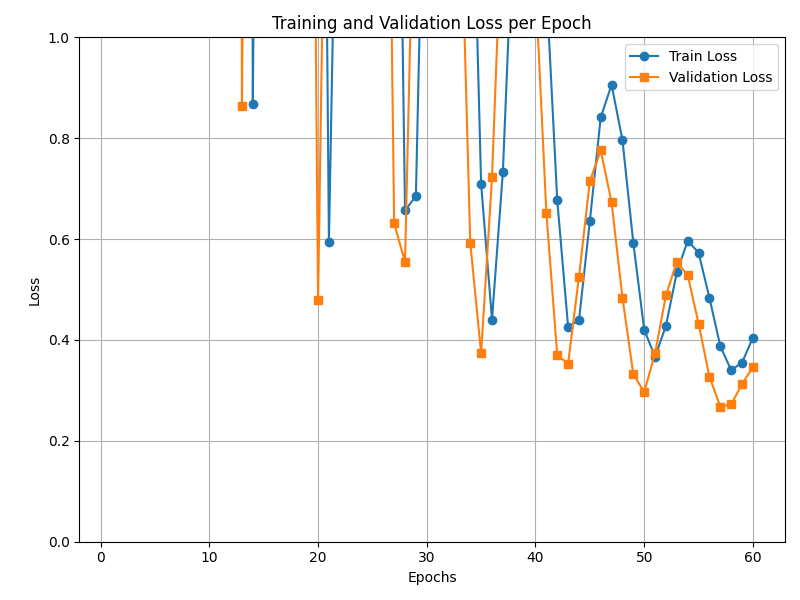 Training and Validation Loss per Epoch
Train Loss
Validation Loss
1.0
0.8
0.6
0.4
0.2
0.0
Loss
0 10 20 30 40 50 60
Epochs